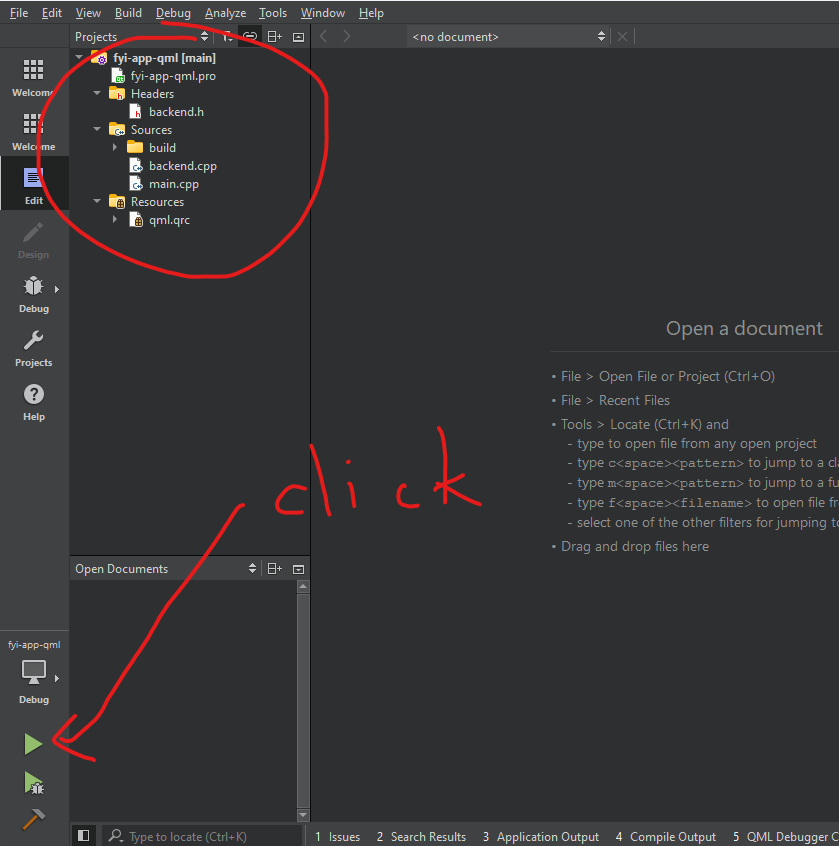 File Edit View Build Debug Analyze Tools Window Help
Projects
<no document>
fyi-app-qml [main]
fyi-app-qml.pro
Headers
backend.h
Sources
build
backend.cpp
main.cpp
Resources
qml.qrc
Welcome
Welcome
Edit
Design
Debug
Projects
Help
Open a document
• File > Open File or Project (Ctrl+O)
• File > Recent Files
• Tools > Locate (Ctrl+K) and
- type to open file from any open project
- type c<space><pattern> to jump to a cl
- type m<space><pattern> to jump to a fu
- type f<space><filename> to open file fr
- select one of the other filters for jumping to
• Drag and drop files here
click
Open Documents
fyi-app-qml
Debug
Type to locate (Ctrl+K)
1 Issues 2 Search Results 3 Application Output 4 Compile Output 5 QML Debugger C